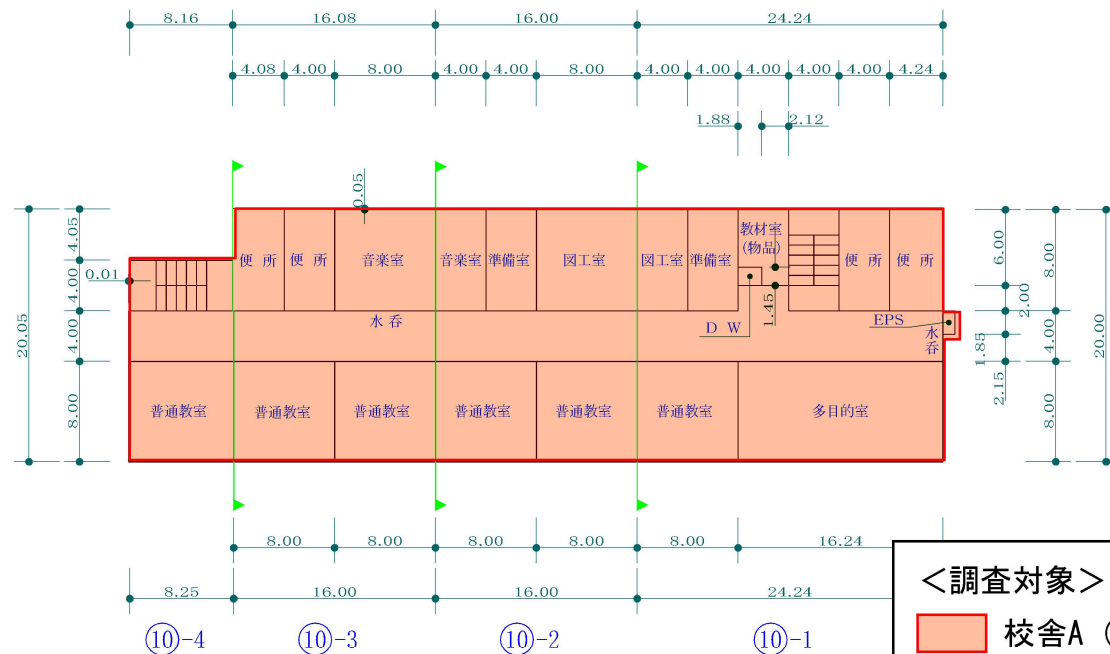 8.16 16.08 16.00 24.24
4.08 4.00 8.00 4.00 4.00 8.00 4.00 4.00 4.00 4.00 4.00 4.24
1.88 2.12
0.05
20.05
4.05
4.00
4.00
8.00
0.01
便 所 便 所 音楽室 音楽室 準備室 図工室 図工室 準備室 教材室 便 所 便 所
(物品)
水 呑
D W
1.45
EPS
水
呑
6.00
2.00
1.85
2.15
8.00
4.00
8.00
20.00
普通教室 普通教室 普通教室 普通教室 普通教室 普通教室 多目的室
8.00 8.00 8.00 8.00 8.00 16.24
8.25 16.00 16.00 24.24
⑩-4 ⑩-3 ⑩-2 ⑩-1
<調査対象>
校舎A